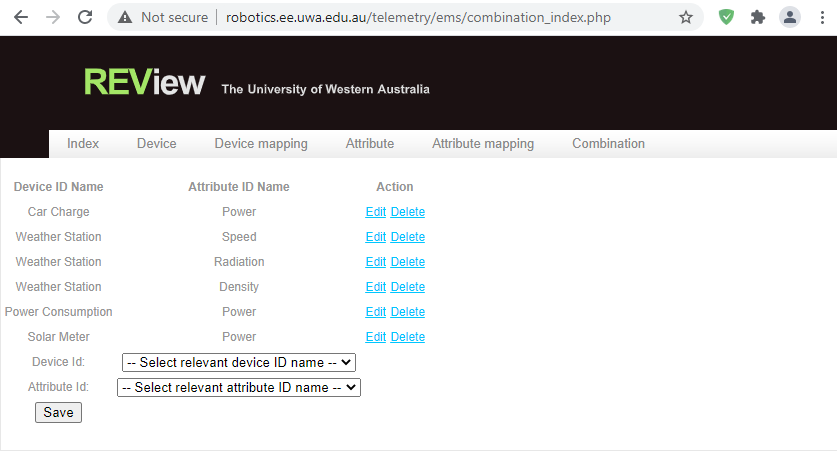 Not secure | robotics.ee.uwa.edu.au/telemetry/ems/combination_index.php
REView The University of Western Australia
Index Device Device mapping Attribute Attribute mapping Combination
Device ID Name Attribute ID Name Action
Car Charge Power Edit Delete
Weather Station Speed Edit Delete
Weather Station Radiation Edit Delete
Weather Station Density Edit Delete
Power Consumption Power Edit Delete
Solar Meter Power Edit Delete
Device Id: -- Select relevant device ID name --
Attribute Id: -- Select relevant attribute ID name --
Save